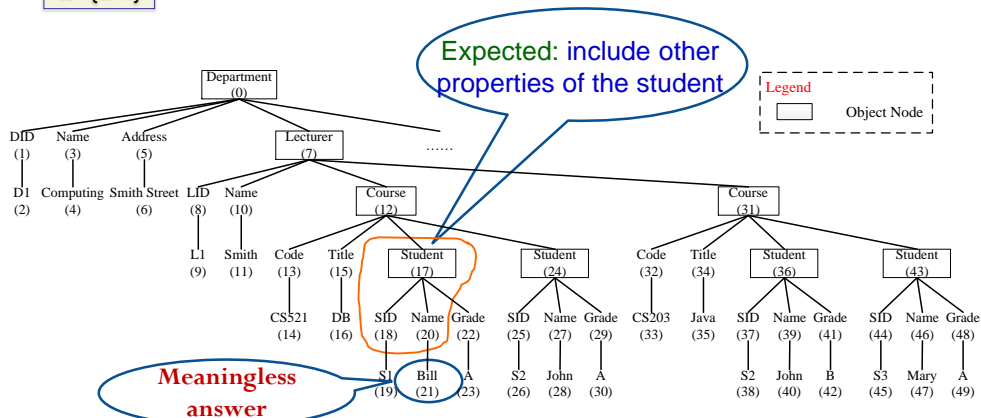 Expected: include other
properties of the student
Legend
Object Node
Department
(0)
DID Name Address Lecturer ...... 
(1) (3) (5) (7)
D1 Computing Smith Street LID Name Course Course
(2) (4) (6) (8) (10) (12) (31)
L1 Smith Code Title Student Student Code Title Student Student
(9) (11) (13) (15) (17) (24) (32) (34) (36) (43)
CS521 DB SID Name Grade SID Name Grade CS203 Java SID Name Grade SID Name Grade
(14) (16) (18) (20) (22) (25) (27) (29) (33) (35) (37) (39) (41) (44) (46) (48)
S1 Bill A S2 John A S2 John B S3 Mary A
(19) (21) (23) (26) (28) (30) (38) (40) (42) (45) (47) (49)
Meaningless
answer